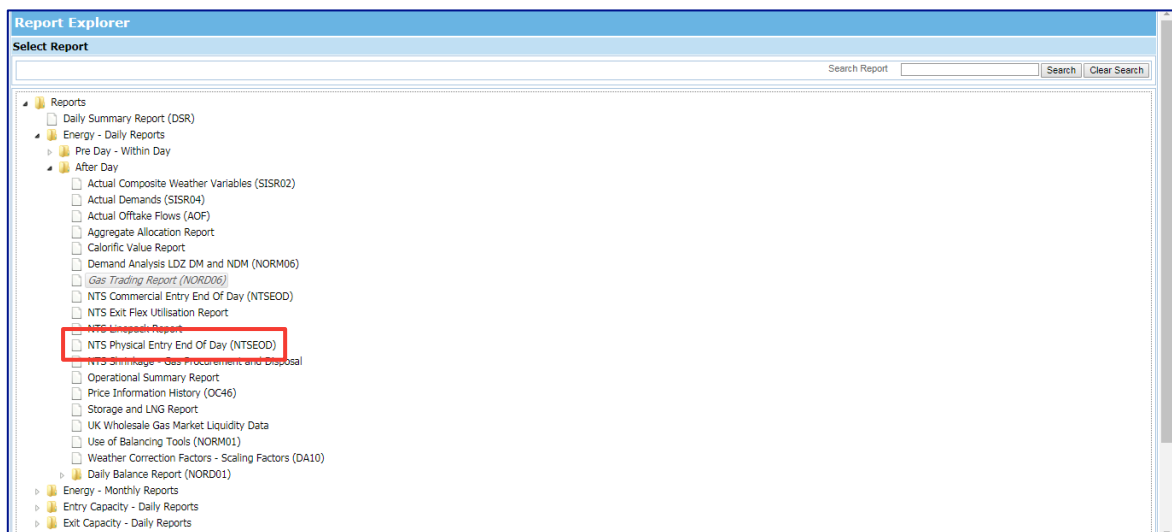 Report Explorer
Select Report
Search Report Search Clear Search
Reports
Daily Summary Report (DSR)
Energy - Daily Reports
Pre Day - Within Day
After Day
Actual Composite Weather Variables (SISR02)
Actual Demands (SISR04)
Actual Offtake Flows (AOF)
Aggregate Allocation Report
Calorific Value Report
Demand Analysis LDZ DM and NDM (NORM06)
Gas Trading Report (NORD06)
NTS Commercial Entry End Of Day (NTSEOD)
NTS Exit Flex Utilisation Report
NTS Linepack Report
NTS Physical Entry End Of Day (NTSEOD)
NTS Shrinkage - Gas Procurement and Disposal
Operational Summary Report
Price Information History (OC46)
Storage and LNG Report
UK Wholesale Gas Market Liquidity Data
Use of Balancing Tools (NORM01)
Weather Correction Factors - Scaling Factors (DA10)
Daily Balance Report (NORD01)
Energy - Monthly Reports
Entry Capacity - Daily Reports
Exit Capacity - Daily Reports